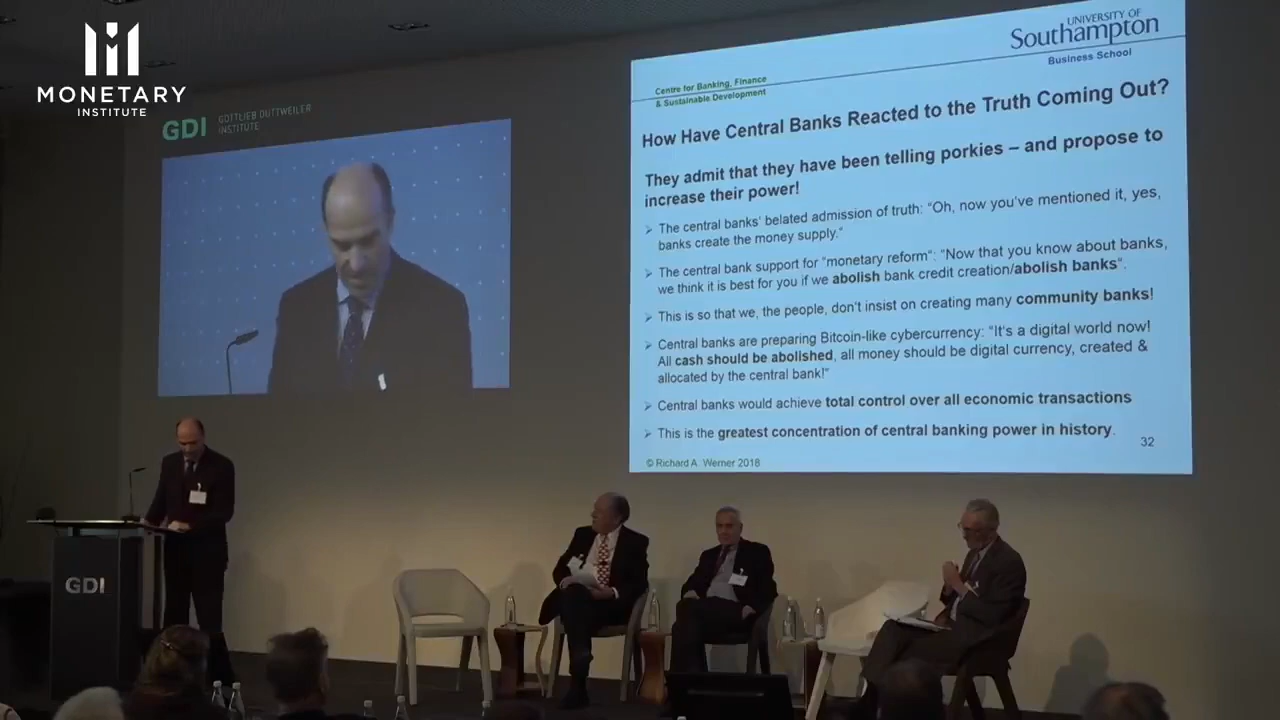 MONETARY
INSTITUTE
GDI
GOTTLIEB DUTTWEILER
INSTITUTE
UNIVERSITY OF
Southampton
Business School
Centre for Banking, Finance
& Sustainable Development
How Have Central Banks Reacted to the Truth Coming Out?
They admit that they have been telling porkies – and propose to
increase their power!
➢ The central banks' belated admission of truth: "Oh, now you've mentioned it, yes,
banks create the money supply."
➢ The central bank support for "monetary reform": "Now that you know about banks,
we think it is best for you if we abolish bank credit creation/abolish banks".
➢ This is so that we, the people, don't insist on creating many community banks!
➢ Central banks are preparing Bitcoin-like cybercurrency: "It's a digital world now!
All cash should be abolished, all money should be digital currency, created &
allocated by the central bank!"
➢ Central banks would achieve total control over all economic transactions
➢ This is the greatest concentration of central banking power in history.
32
© Richard A. Werner 2018
GDI